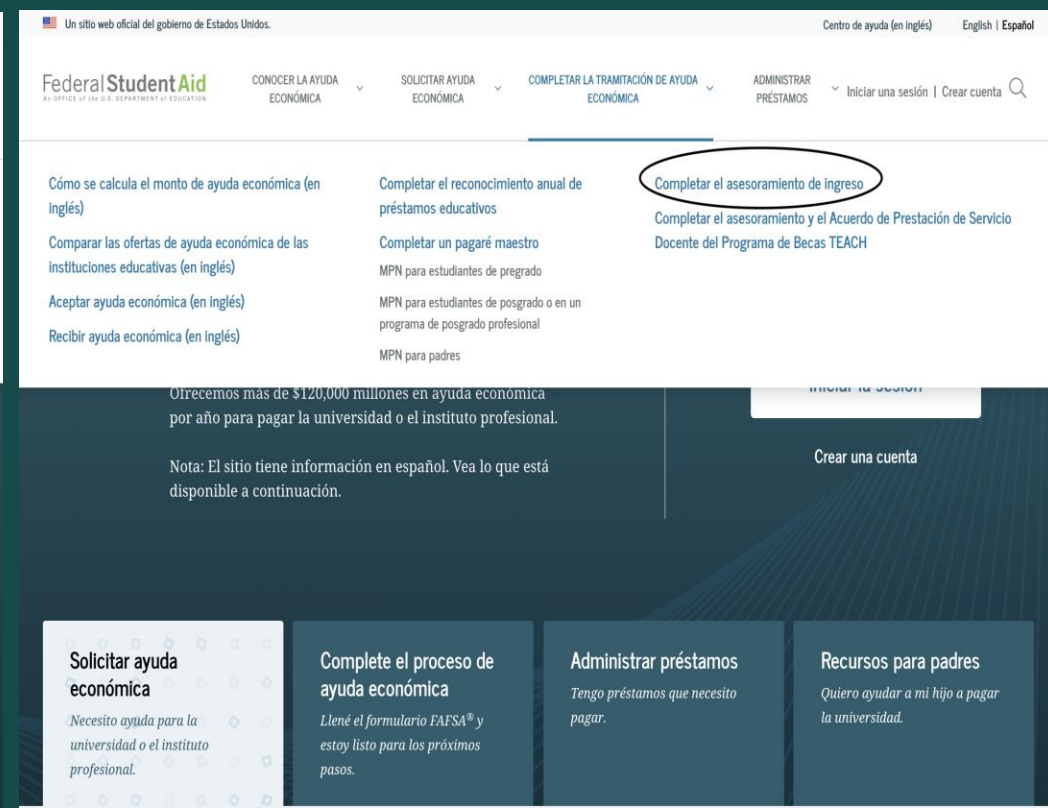 Un sitio web oficial del gobierno de Estados Unidos.
Centro de ayuda (en inglés)
English | Español
Federal StudentAid
An OFFICE of the U.S. DEPARTMENT of EDUCATION
CONOCER LA AYUDA
ECONÓMICA
SOLICITAR AYUDA
ECONÓMICA
COMPLETAR LA TRAMITACIÓN DE AYUDA
ECONÓMICA
ADMINISTRAR
PRÉSTAMOS
Iniciar una sesión | Crear cuenta
Cómo se calcula el monto de ayuda económica (en
inglés)
Comparar las ofertas de ayuda económica de las
instituciones educativas (en inglés)
Aceptar ayuda económica (en inglés)
Recibir ayuda económica (en inglés)
Completar el reconocimiento anual de
préstamos educativos
Completar un pagaré maestro
MPN para estudiantes de pregrado
MPN para estudiantes de posgrado o en un
programa de posgrado profesional
MPN para padres
Completar el asesoramiento de ingreso
Completar el asesoramiento y el Acuerdo de Prestación de Servicio
Docente del Programa de Becas TEACH
Ofrecemos más de $120,000 millones en ayuda económica
por año para pagar la universidad o el instituto profesional.
Nota: El sitio tiene información en español. Vea lo que está
disponible a continuación.
Iniciar la sesión
Crear una cuenta
Solicitar ayuda
económica
Necesito ayuda para la
universidad o el instituto
profesional.
Complete el proceso de
ayuda económica
Llené el formulario FAFSA® y
estoy listo para los próximos
pasos.
Administrar préstamos
Tengo préstamos que necesito
pagar.
Recursos para padres
Quiero ayudar a mi hijo a pagar
la universidad.